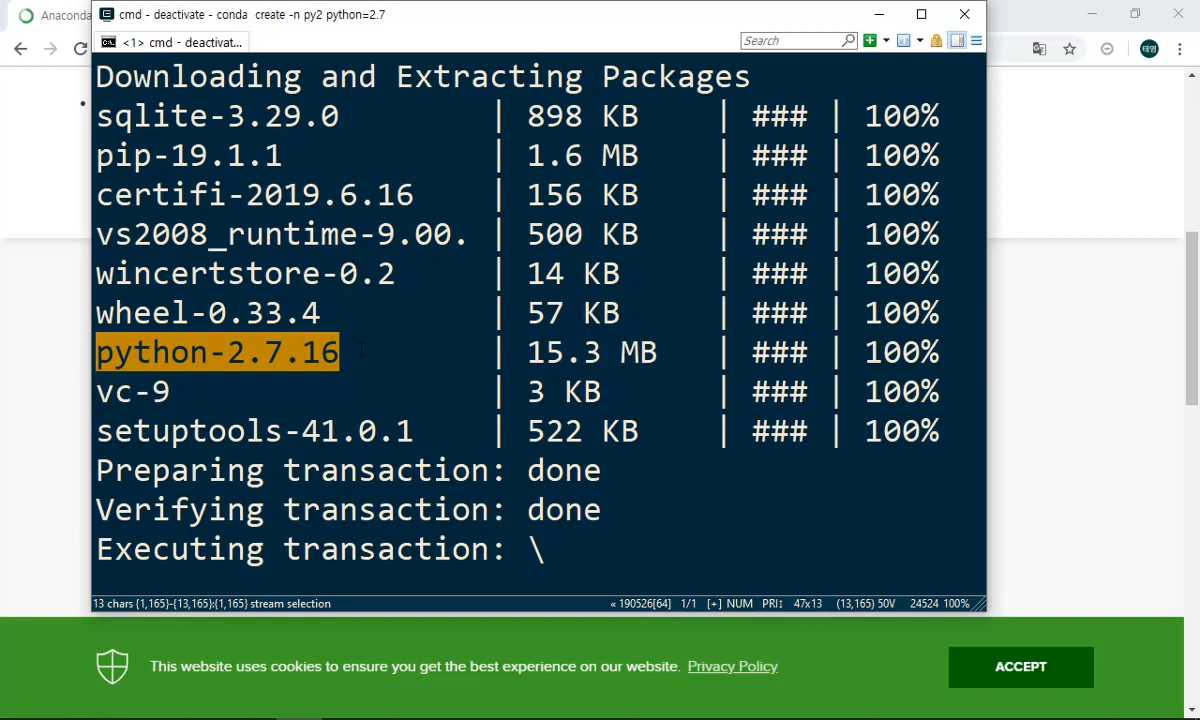 Anaconda
cmd - deactivate - conda  create -n py2 python=2.7
<1> cmd - deactivat...
Search
태영
Downloading and Extracting Packages
sqlite-3.29.0 | 898 KB | ### | 100%
pip-19.1.1 | 1.6 MB | ### | 100%
certifi-2019.6.16 | 156 KB | ### | 100%
vs2008_runtime-9.00. | 500 KB | ### | 100%
wincertstore-0.2 | 14 KB | ### | 100%
wheel-0.33.4 | 57 KB | ### | 100%
python-2.7.16 | 15.3 MB | ### | 100%
vc-9 | 3 KB | ### | 100%
setuptools-41.0.1 | 522 KB | ### | 100%
Preparing transaction: done
Verifying transaction: done
Executing transaction: \
13 chars {1,165}-{13,165}:{1,165} stream selection
« 190526[64] 1/1 [+] NUM PRI↕ 47x13 (13,165) 50V 24524 100%
This website uses cookies to ensure you get the best experience on our website. Privacy Policy
ACCEPT